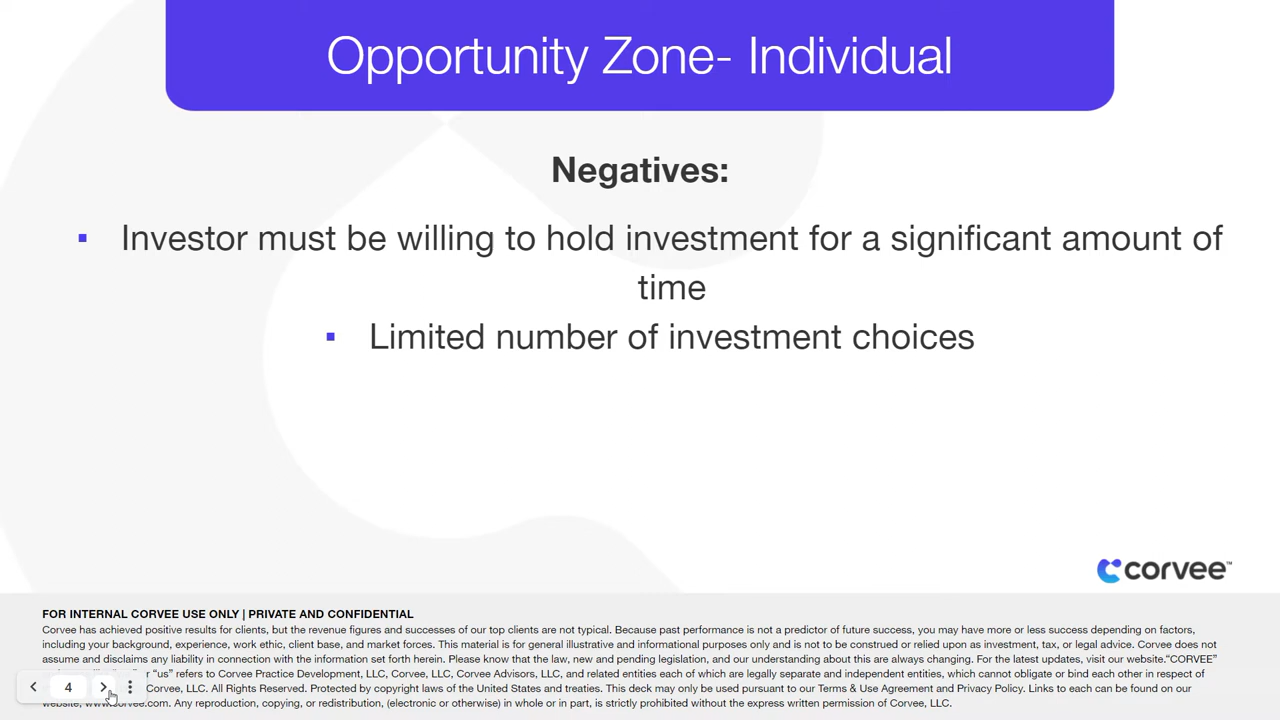 Opportunity Zone- Individual
Negatives:
▪ Investor must be willing to hold investment for a significant amount of
time
▪ Limited number of investment choices
corvee™
FOR INTERNAL CORVEE USE ONLY | PRIVATE AND CONFIDENTIAL
Corvee has achieved positive results for clients, but the revenue figures and successes of our top clients are not typical. Because past performance is not a predictor of future success, you may have more or less success depending on factors,
including your background, experience, work ethic, client base, and market forces. This material is for general illustrative and informational purposes only and is not to be construed or relied upon as investment, tax, or legal advice. Corvee does not
assume and disclaims any liability in connection with the information set forth herein. Please know that the law, new and pending legislation, and our understanding about this are always changing. For the latest updates, visit our website."CORVEE"
"us" refers to Corvee Practice Development, LLC, Corvee, LLC, Corvee Advisors, LLC, and related entities each of which are legally separate and independent entities, which cannot obligate or bind each other in respect of
4
Corvee, LLC. All Rights Reserved. Protected by copyright laws of the United States and treaties. This deck may only be used pursuant to our Terms & Use Agreement and Privacy Policy. Links to each can be found on our
website, www.corvee.com. Any reproduction, copying, or redistribution, (electronic or otherwise) in whole or in part, is strictly prohibited without the express written permission of Corvee, LLC.